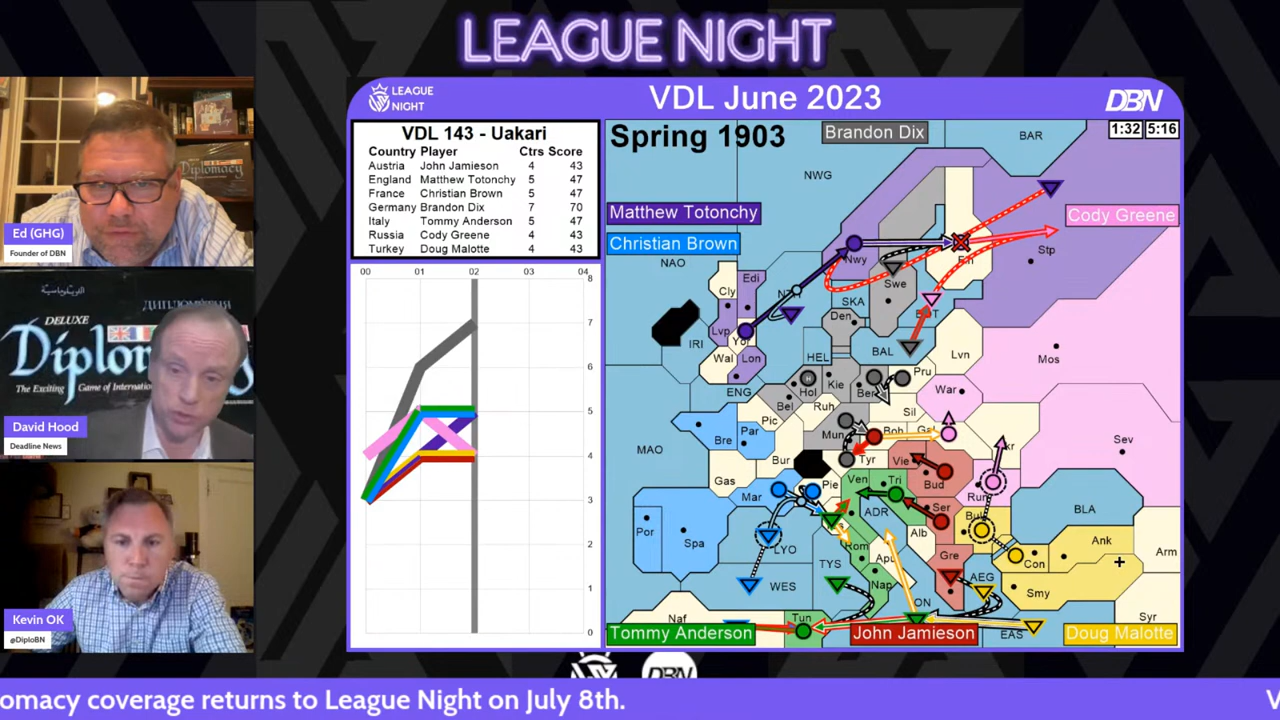 LEAGUE NIGHT
LEAGUE
NIGHT
VDL June 2023
DBN
VDL 143 - Uakari
Country Player Ctrs Score
Austria John Jamieson 4 43
England Matthew Totonchy 5 47
France Christian Brown 5 47
Germany Brandon Dix 7 70
Italy Tommy Anderson 5 47
Russia Cody Greene 4 43
Turkey Doug Malotte 4 43
00 01 02 03 04
8
7
6
5
4
3
2
1
0
Spring 1903
Brandon Dix
1:32 5:16
BAR
NWG
Matthew Totonchy
Cody Greene
Christian Brown
Nwy
Stp
NAO
Swe
Edi
Cly
SKA
Den
Lvp
IRI
BAL
Lvn
Mos
Wal
Lon
HEL
Pru
Kie
Hol
Ber
War
ENG
Bel
Ruh
Pic
Sil
Mun
Boh
Bre
Par
Sev
MAO
Tyr
Vie
Bur
Bud
Gas
Pie
Ven
Tri
Rum
Mar
Ser
BLA
ADR
Por
Spa
Alb
Ank
Arm
LYO
Rom
Apu
Con
Gre
TYS
WES
Nap
AEG
Smy
Naf
Tun
Syr
EAS
Tommy Anderson
John Jamieson
Doug Malotte
Ed (GHG)
Founder of DBN
Diplomacy
DELUXE
The Exciting Game of Internatio
David Hood
Deadline News
Kevin OK
@DiploBN
DBN
omacy coverage returns to League Night on July 8th.
V